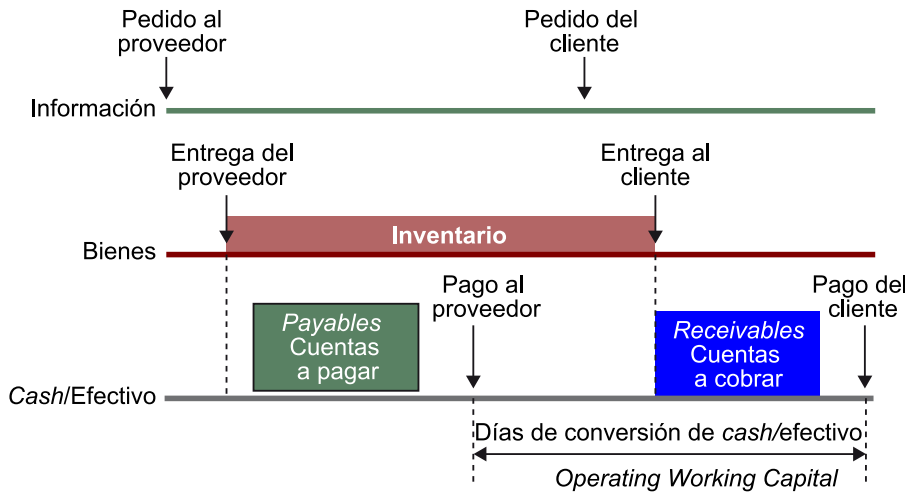 Pedido al
proveedor
Pedido del
cliente
Información
Entrega del
proveedor
Entrega al
cliente
Inventario
Bienes
Pago al
proveedor
Pago del
cliente
Payables
Cuentas
a pagar
Receivables
Cuentas
a cobrar
Cash/Efectivo
Días de conversión de cash/efectivo
Operating Working Capital